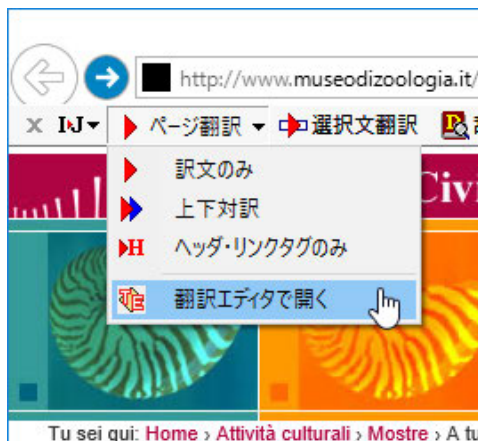 http://www.museodizoologia.it/
x I▸J▾ ページ翻訳 ▾ 選択文翻訳
訳文のみ
上下対訳
H ヘッダ・リンクタグのみ
翻訳エディタで開く
Civi
Tu sei qui: Home › Attività culturali › Mostre › A tu